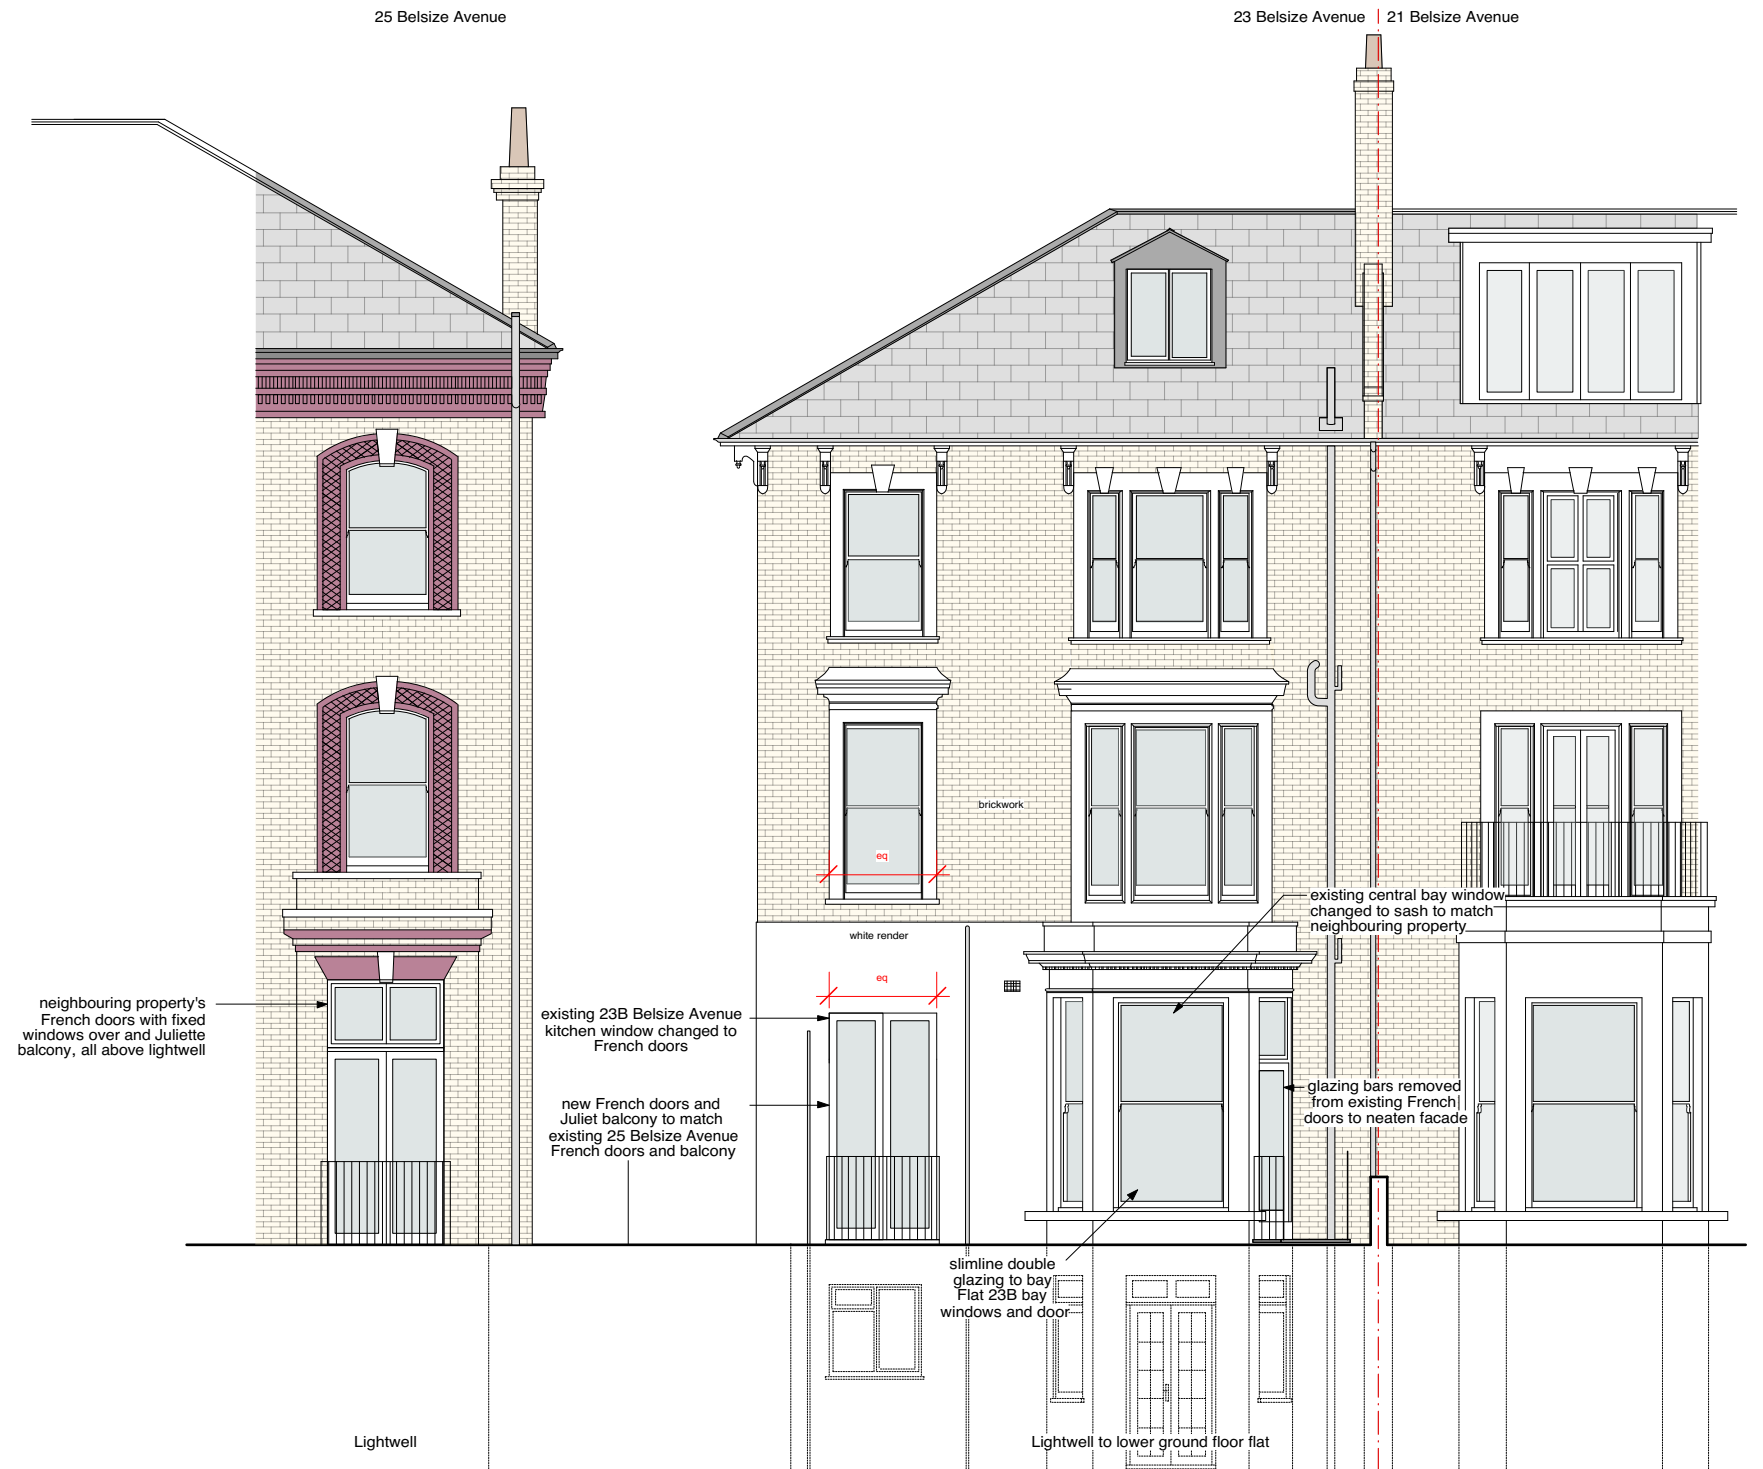 25 Belsize Avenue
23 Belsize Avenue
21 Belsize Avenue
brickwork
eq
existing central bay window
changed to sash to match
neighbouring property
white render
eq
neighbouring property's
French doors with fixed
windows over and Juliette
balcony, all above lightwell
existing 23B Belsize Avenue
kitchen window changed to
French doors
new French doors and
Juliet balcony to match
existing 25 Belsize Avenue
French doors and balcony
glazing bars removed
from existing French
doors to neaten facade
slimline double
glazing to bay
Flat 23B bay
windows and door
Lightwell
Lightwell to lower ground floor flat